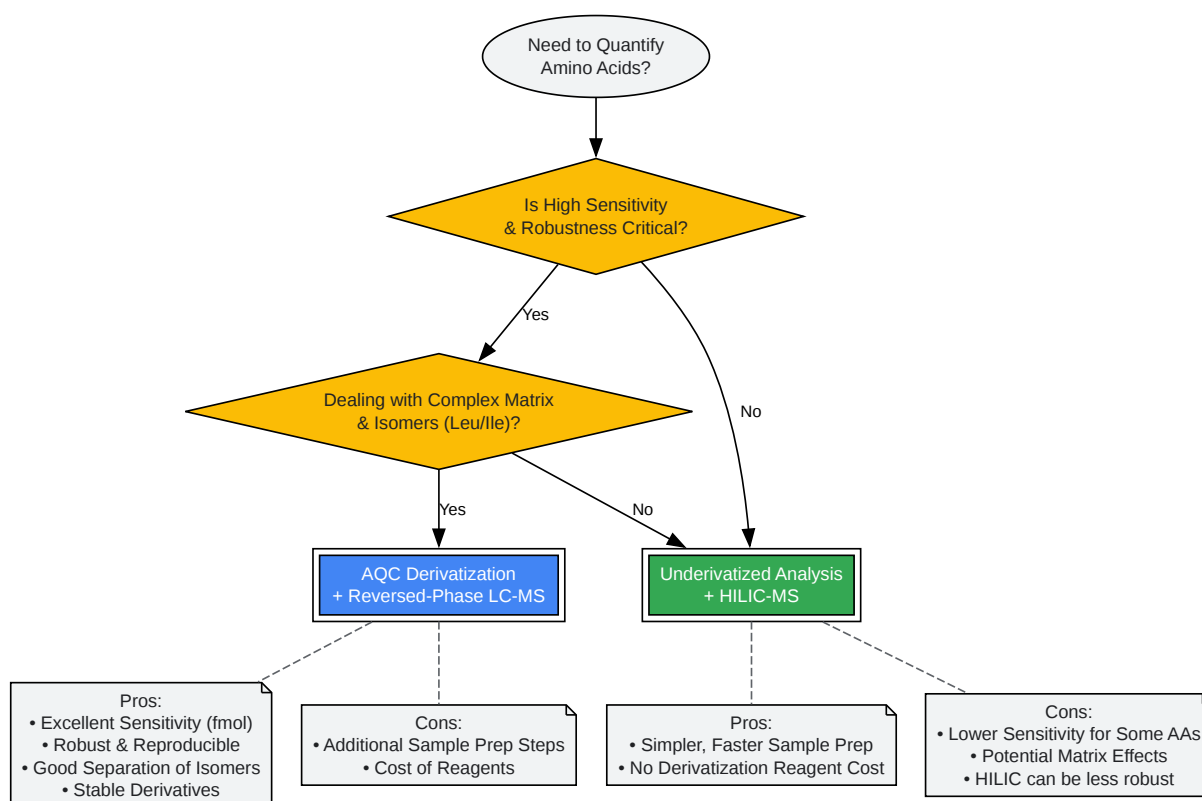 Need to Quantify
Amino Acids?
Is High Sensitivity
& Robustness Critical?
Yes
No
Dealing with Complex Matrix
& Isomers (Leu/Ile)?
Yes
No
AQC Derivatization
+ Reversed-Phase LC-MS
Underivatized Analysis
+ HILIC-MS
Pros:
• Excellent Sensitivity (fmol)
• Robust & Reproducible
• Good Separation of Isomers
• Stable Derivatives
Cons:
• Additional Sample Prep Steps
• Cost of Reagents
Pros:
• Simpler, Faster Sample Prep
• No Derivatization Reagent Cost
Cons:
• Lower Sensitivity for Some AAs
• Potential Matrix Effects
• HILIC can be less robust